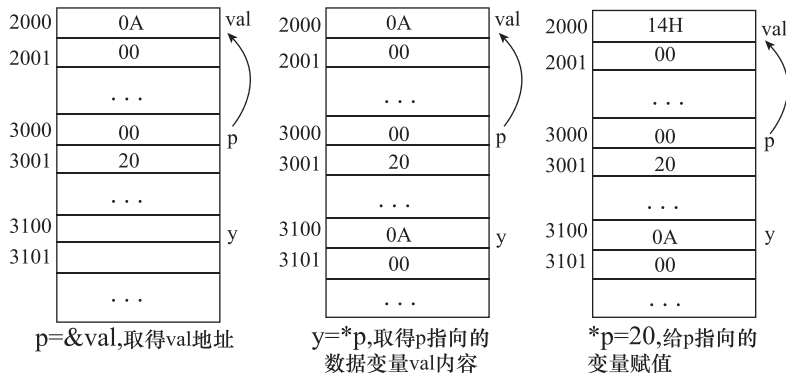 2000 0A val
2001 00
...
3000 00 p
3001 20
...
3100 y
3101
...
p=&val,取得val地址
2000 0A val
2001 00
...
3000 00 p
3001 20
...
3100 0A y
3101 00
...
y=*p,取得p指向的
数据变量val内容
2000 14H val
2001 00
...
3000 00 p
3001 20
...
3100 0A y
3101 00
...
*p=20,给p指向的
变量赋值